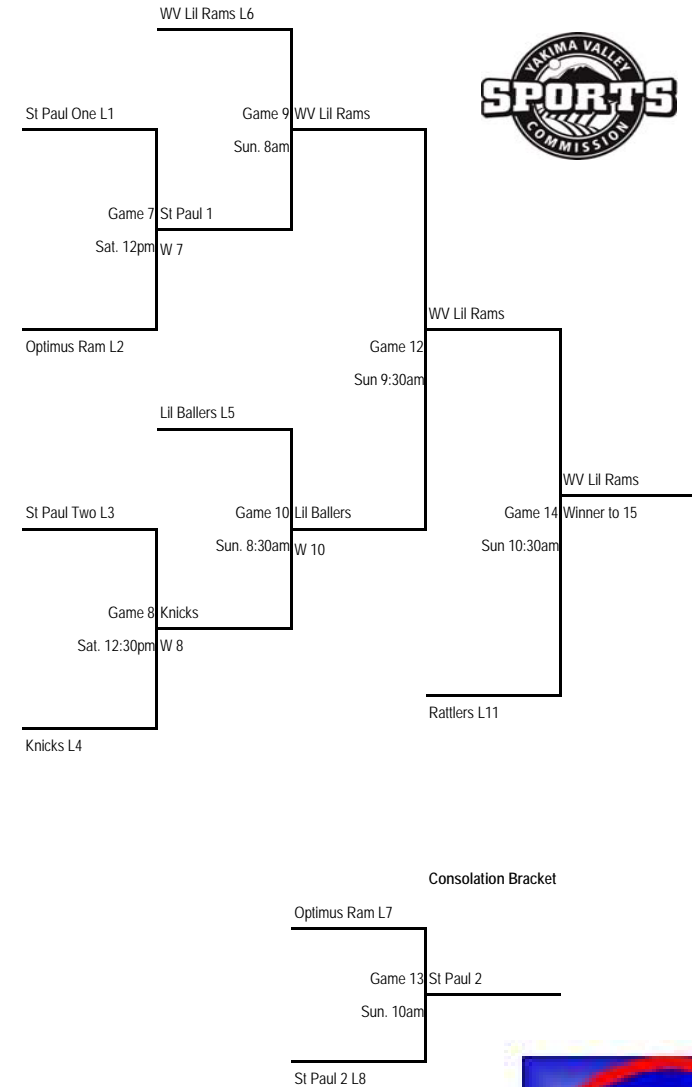 WV Lil Rams L6
YAKIMA VALLEY
SPORTS
COMMISSION
St Paul One L1
Game 9 WV Lil Rams
Sun. 8am
Game 7 St Paul 1
Sat. 12pm W 7
WV Lil Rams
Optimus Ram L2
Game 12
Sun 9:30am
Lil Ballers L5
WV Lil Rams
St Paul Two L3
Game 10 Lil Ballers
Game 14 Winner to 15
Sun. 8:30am W 10
Sun 10:30am
Game 8 Knicks
Sat. 12:30pm W 8
Rattlers L11
Knicks L4
Consolation Bracket
Optimus Ram L7
Game 13 St Paul 2
Sun. 10am
St Paul 2 L8